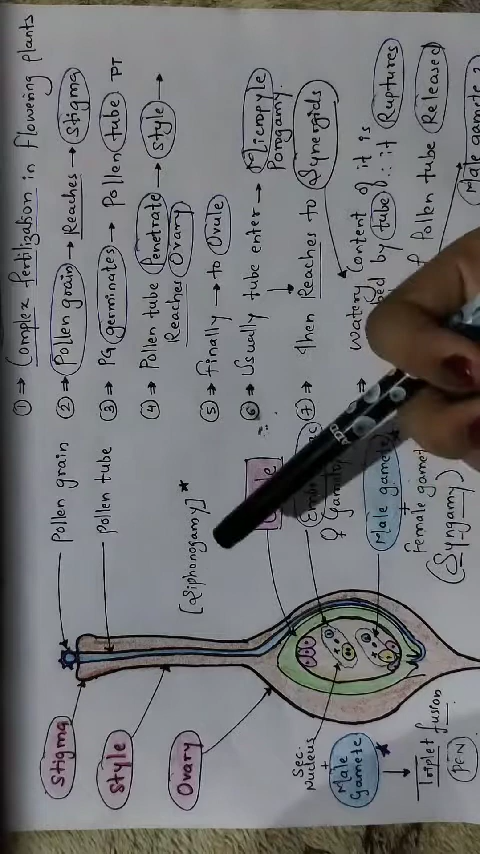 ① ⇒ Complex fertilization in flowering plants
② ⇒ Pollen grain → Reaches → Stigma
③ ⇒ PG germinates → Pollen tube PT
④ ⇒ Pollen tube Penetrate → style →
Reaches Ovary
⑤ ⇒ finally → to Ovule
⑥ ⇒ Usually tube enter → Micropyle
Porogamy.
⑦ ⇒ then Reaches to Synergids
⇒ watery content of it is
by tube ∴ it Ruptures
Pollen tube Released
Male gamete
Pollen grain
Pollen tube
[Siphonogamy]*
♀
Male gamete*
+
female
(Syngamy)
Stigma
Style
Ovary
Sec.
Nucleus
+
Male
Gamete
Triplet fusion
PEN